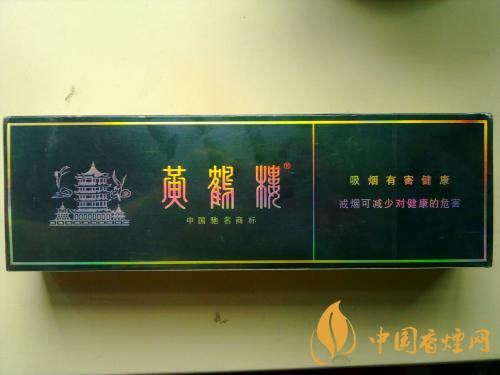 黄鹤楼®
中国驰名商标
吸烟有害健康
戒烟可减少对健康的危害
中国香烟网